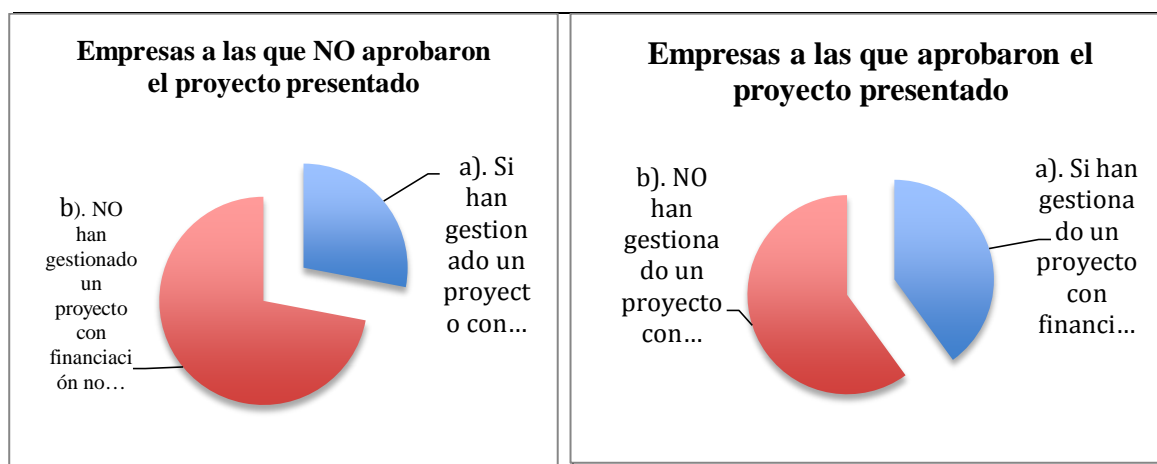 Empresas a las que NO aprobaron
el proyecto presentado
b). NO
han
gestionado
un
proyecto
con
financiaci
ón no…
a). Si
han
gestion
ado un
proyect
o con…
Empresas a las que aprobaron el
proyecto presentado
b). NO
han
gestiona
do un
proyecto
con…
a). Si han
gestiona
do un
proyecto
con
financi…